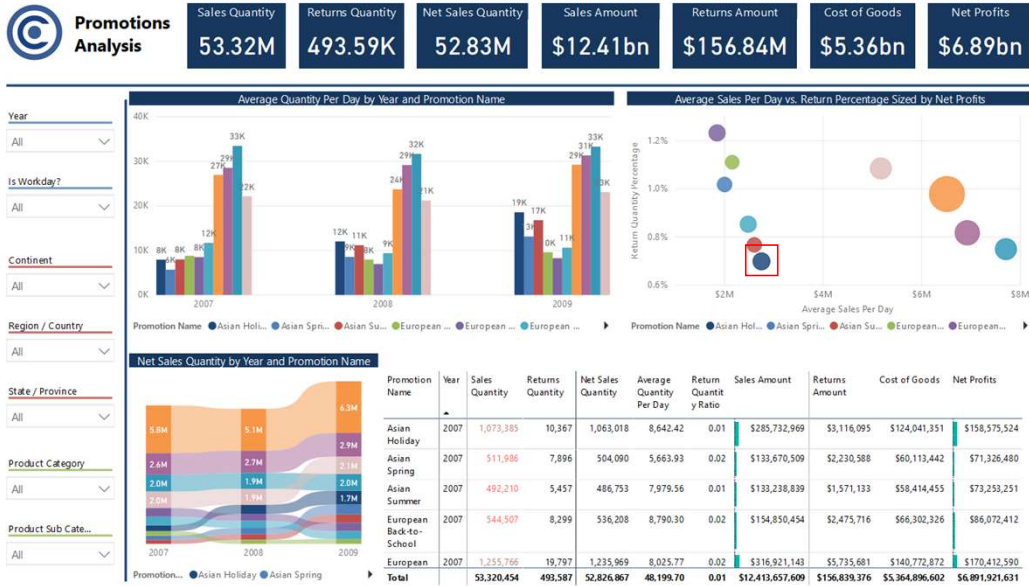 Promotions
Analysis
Sales Quantity
53.32M
Returns Quantity
493.59K
Net Sales Quantity
52.83M
Sales Amount
$12.41bn
Returns Amount
$156.84M
Cost of Goods
$5.36bn
Net Profits
$6.89bn
Year
All
Is Workday?
All
Continent
All
Region / Country
All
State / Province
All
Product Category
All
Product Sub Cate...
All
Average Quantity Per Day by Year and Promotion Name
40K
30K
20K
10K
0K
8K 6K 8K 8K 12K 27K 29K 33K 22K
12K 9K 11K 8K 9K 24K 29K 32K 21K
19K 3K 17K 0K 11K 29K 31K 33K 3K
2007 2008 2009
Promotion Name Asian Holi... Asian Spri... Asian Su... European ... European ... European ...
Average Sales Per Day vs. Return Percentage Sized by Net Profits
Return Quantity Percentage
1.2%
1.0%
0.8%
0.6%
$2M $4M $6M $8M
Average Sales Per Day
Promotion Name Asian Hol... Asian Spri... Asian Su... European... European...
Net Sales Quantity by Year and Promotion Name
5.8M 5.1M 6.3M
2.6M 2.7M 2.9M
2.0M 1.9M 2.1M
2.0M 1.9M 2.0M
1.7M
2007 2008 2009
Promotion... Asian Holiday Asian Spring
Promotion Name Year Sales Quantity Returns Quantity Net Sales Quantity Average Quantity Per Day Return Quantity Ratio Sales Amount Returns Amount Cost of Goods Net Profits
Asian Holiday 2007 1,073,385 10,367 1,063,018 8,642.42 0.01 $285,732,969 $3,116,095 $124,041,351 $158,575,524
Asian Spring 2007 511,986 7,896 504,090 5,663.93 0.02 $133,670,509 $2,230,588 $60,113,442 $71,326,480
Asian Summer 2007 492,210 5,457 486,753 7,979.56 0.01 $133,238,839 $1,571,133 $58,414,455 $73,253,251
European Back-to-School 2007 544,507 8,299 536,208 8,790.30 0.02 $154,850,454 $2,475,716 $66,302,326 $86,072,412
European 2007 1,255,766 19,797 1,235,969 8,025.77 0.02 $316,921,143 $5,735,681 $140,772,872 $170,412,590
Total 53,320,454 493,587 52,826,867 48,199.70 0.01 $12,413,657,609 $156,839,376